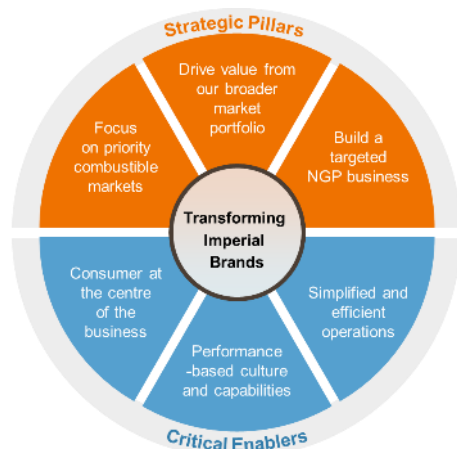 Strategic Pillars
Drive value from
our broader
market
portfolio
Focus
on priority
combustible
markets
Build a
targeted
NGP business
Transforming
Imperial
Brands
Consumer at
the centre
of the
business
Simplified and
efficient
operations
Performance
-based culture
and capabilities
Critical Enablers